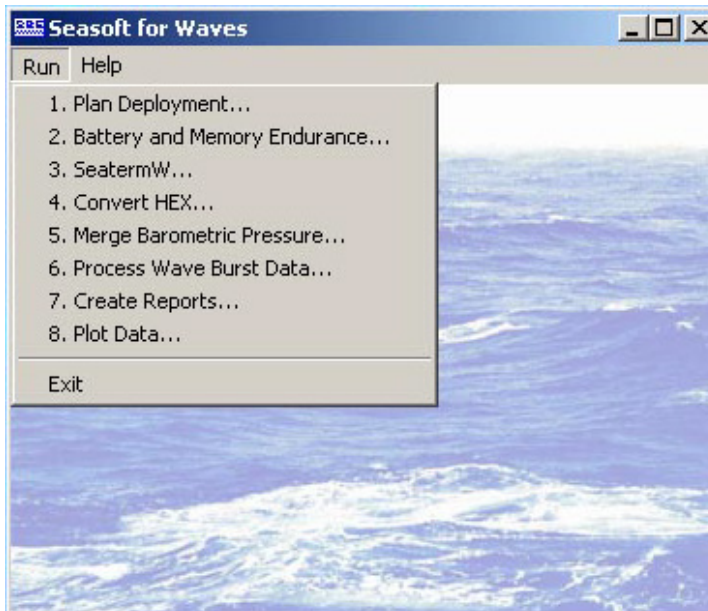 SBE Seasoft for Waves
Run Help
1. Plan Deployment...
2. Battery and Memory Endurance...
3. SeatermW...
4. Convert HEX...
5. Merge Barometric Pressure...
6. Process Wave Burst Data...
7. Create Reports...
8. Plot Data...
Exit